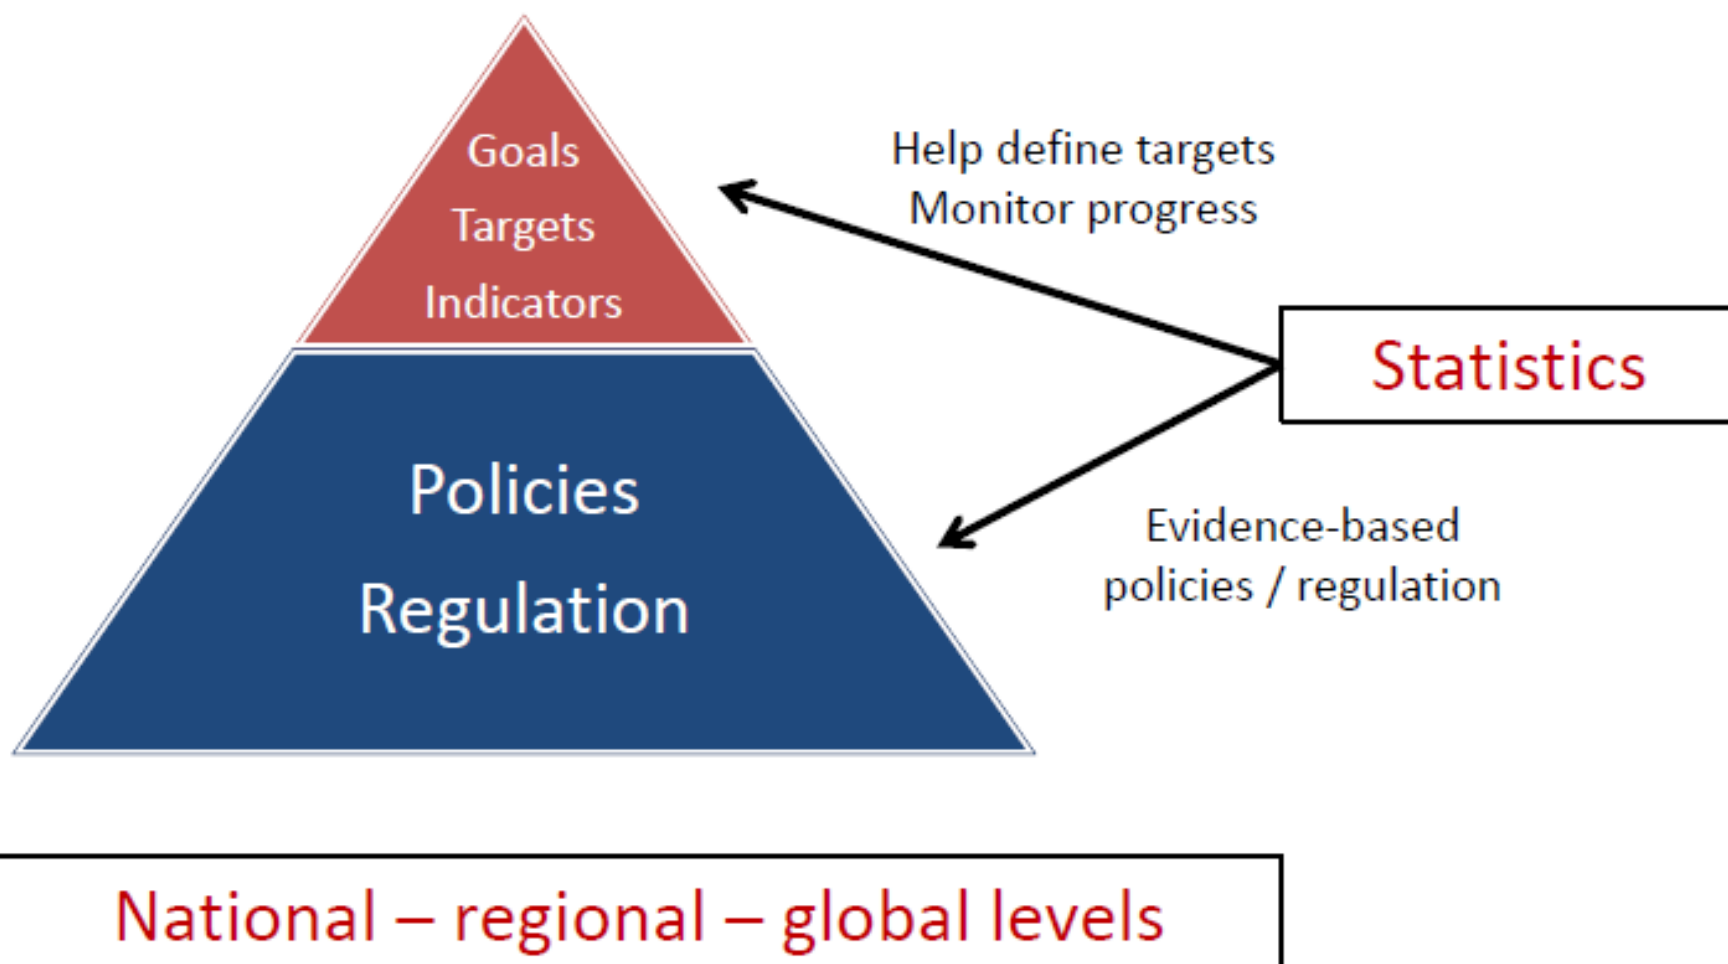 Goals
Targets
Indicators
Policies
Regulation
Help define targets
Monitor progress
Statistics
Evidence-based
policies / regulation
National – regional – global levels